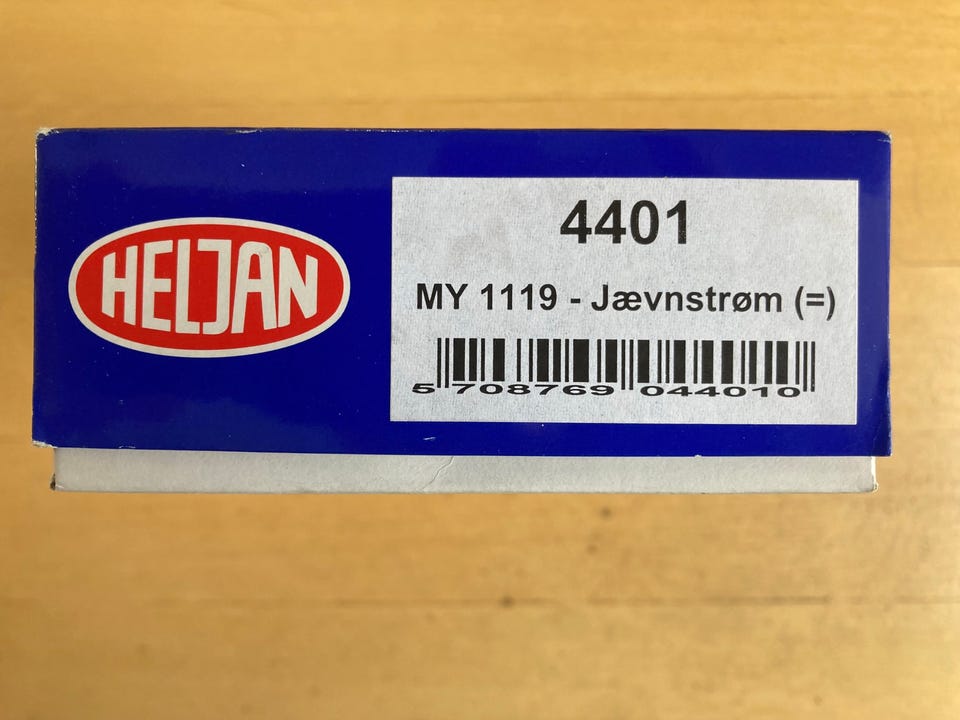 HELJAN
4401
MY 1119 - Jævnstrøm (=)
5 708769 044010